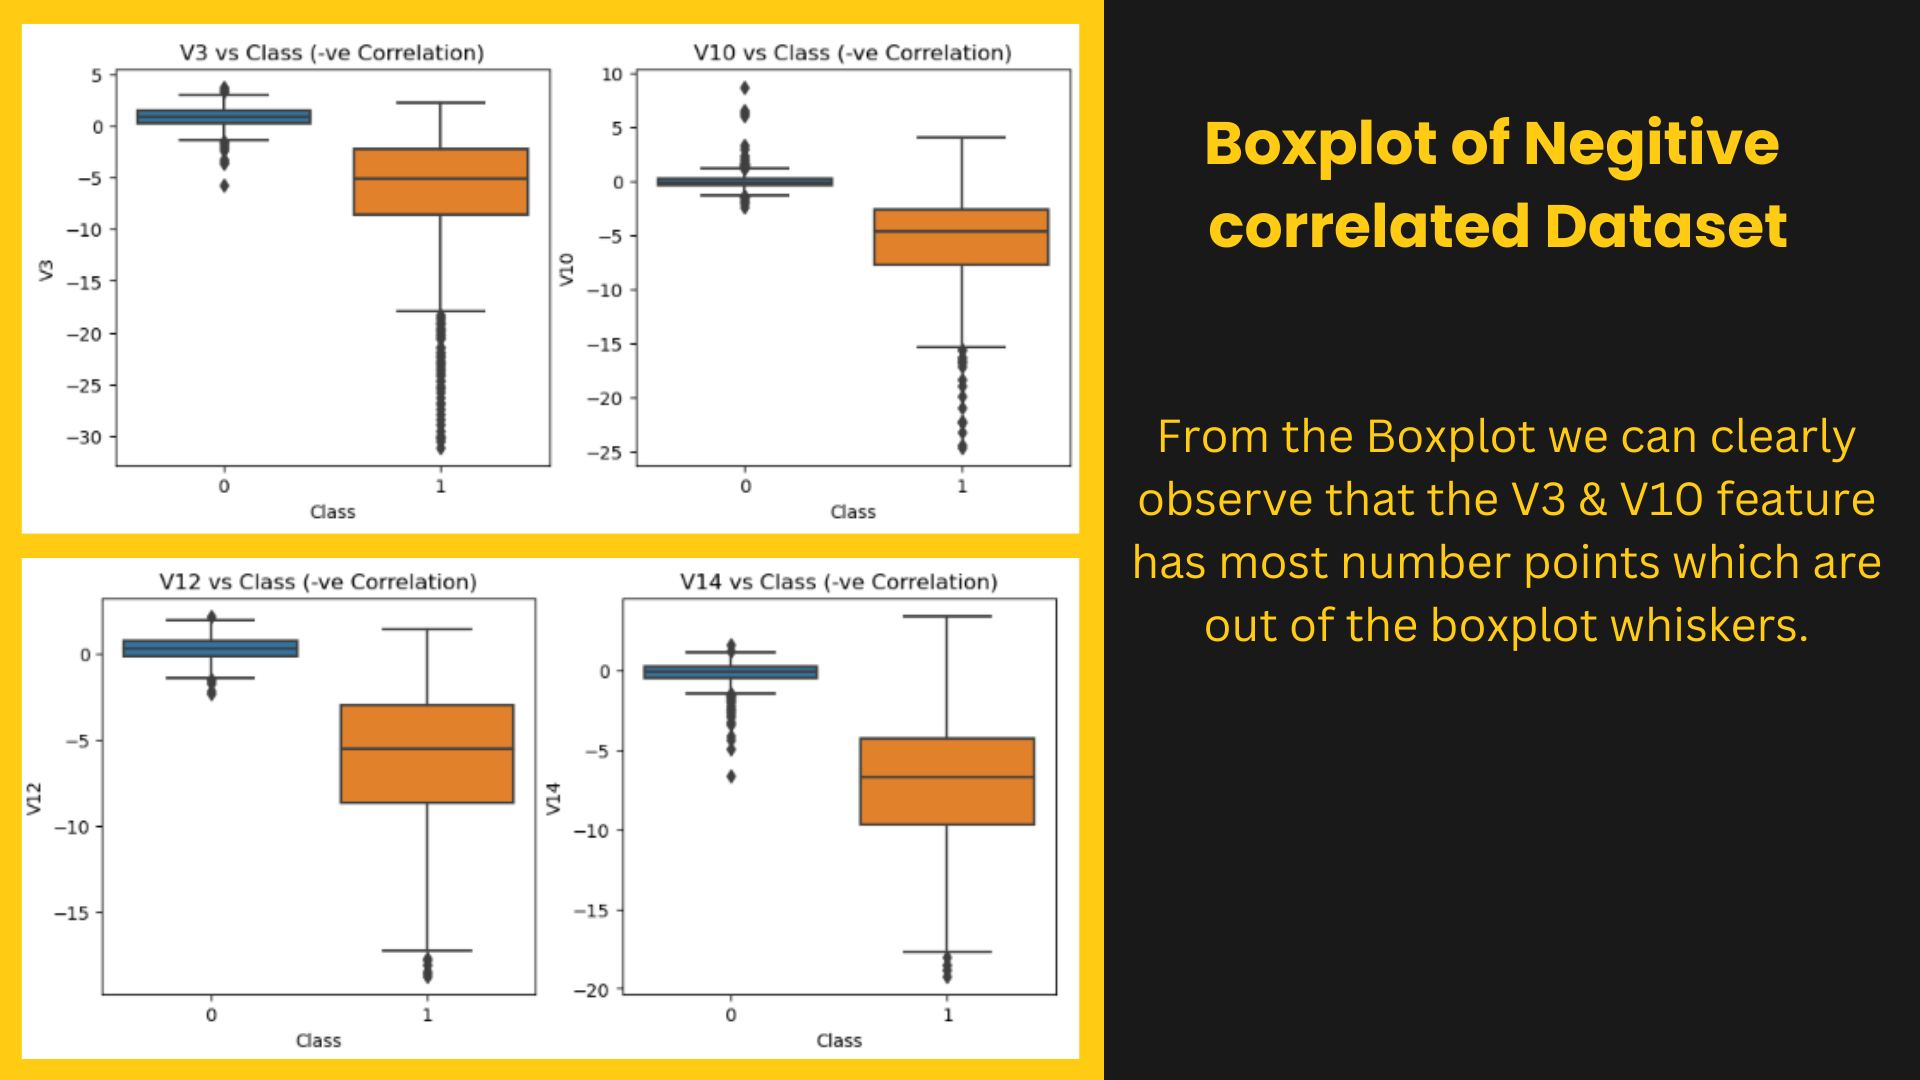 V3 vs Class (-ve Correlation)
5
0
−5
−10
−15
−20
−25
−30
V3
0 1
Class
V10 vs Class (-ve Correlation)
10
5
0
−5
−10
−15
−20
−25
V10
0 1
Class
V12 vs Class (-ve Correlation)
0
−5
−10
−15
V12
0 1
Class
V14 vs Class (-ve Correlation)
0
−5
−10
−15
−20
V14
0 1
Class
Boxplot of Negitive
correlated Dataset
From the Boxplot we can clearly
observe that the V3 & V10 feature
has most number points which are
out of the boxplot whiskers.